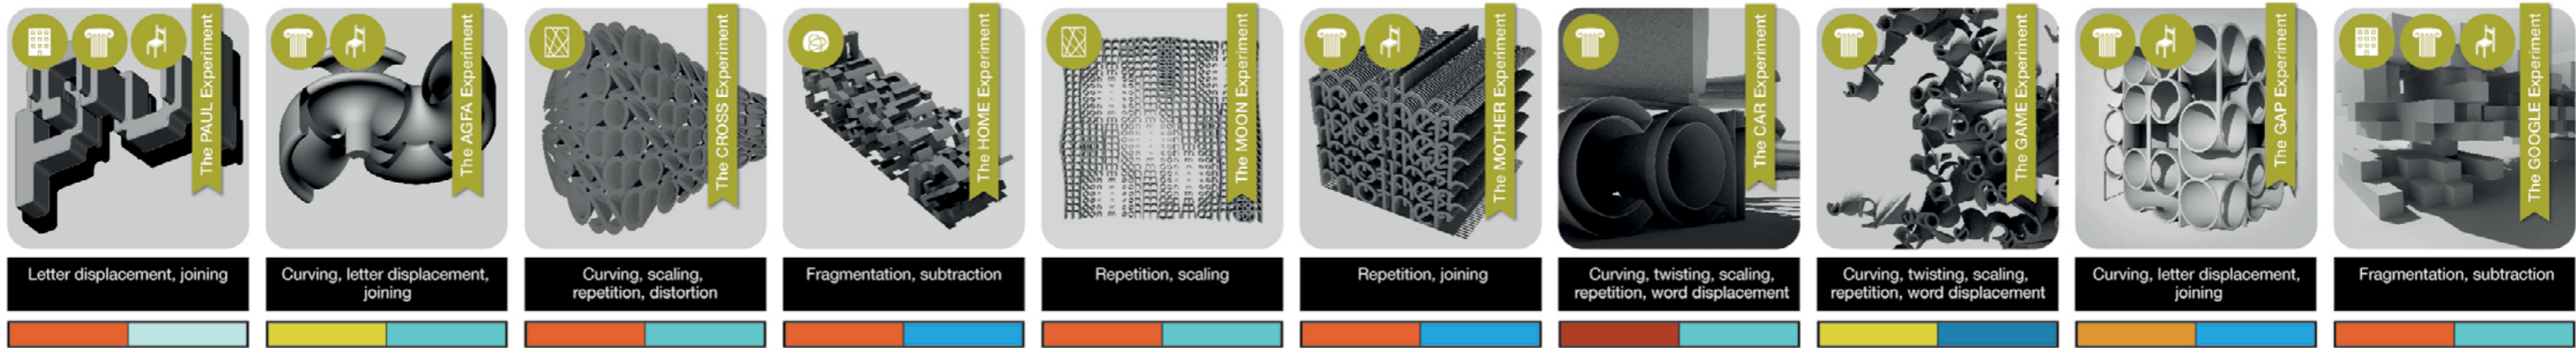 The PAUL Experiment
Letter displacement, joining
The AGFA Experiment
Curving, letter displacement,
joining
The CROSS Experiment
Curving, scaling,
repetition, distortion
The HOME Experiment
Fragmentation, subtraction
The MOON Experiment
Repetition, scaling
The MOTHER Experiment
Repetition, joining
The CAR Experiment
Curving, twisting, scaling,
repetition, word displacement
The GAME Experiment
Curving, twisting, scaling,
repetition, word displacement
The GAP Experiment
Curving, letter displacement,
joining
The GOOGLE Experiment
Fragmentation, subtraction